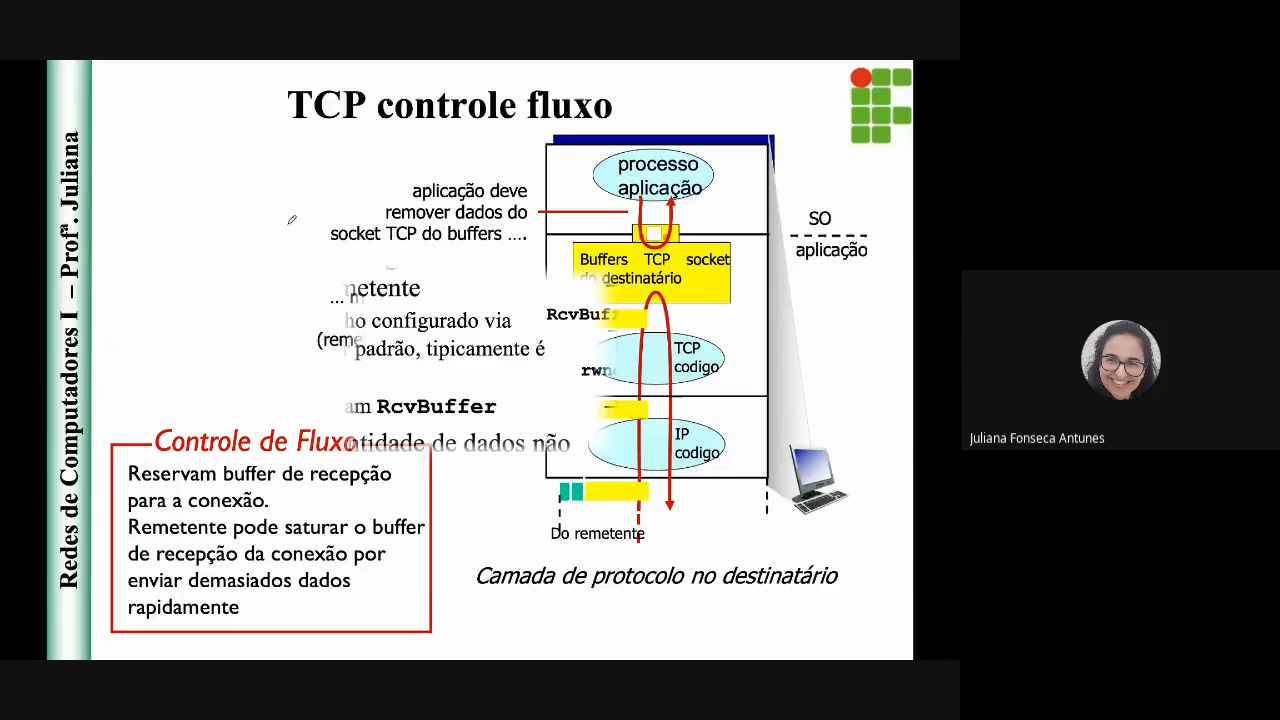 TCP controle fluxo
Redes de Computadores I – Profª. Juliana
processo
aplicação
aplicação deve
remover dados do
socket TCP do buffers ….
SO
aplicação
Buffers TCP socket
do destinatário
metente
...
RcvBuff
ho configurado via
(reme
padrão, tipicamente é
TCP
codigo
rwn
am RcvBuffer
IP
codigo
ntidade de dados não
Controle de Fluxo
Reservam buffer de recepção
para a conexão.
Remetente pode saturar o buffer
de recepção da conexão por
enviar demasiados dados
rapidamente
Do remetente
Camada de protocolo no destinatário
Juliana Fonseca Antunes